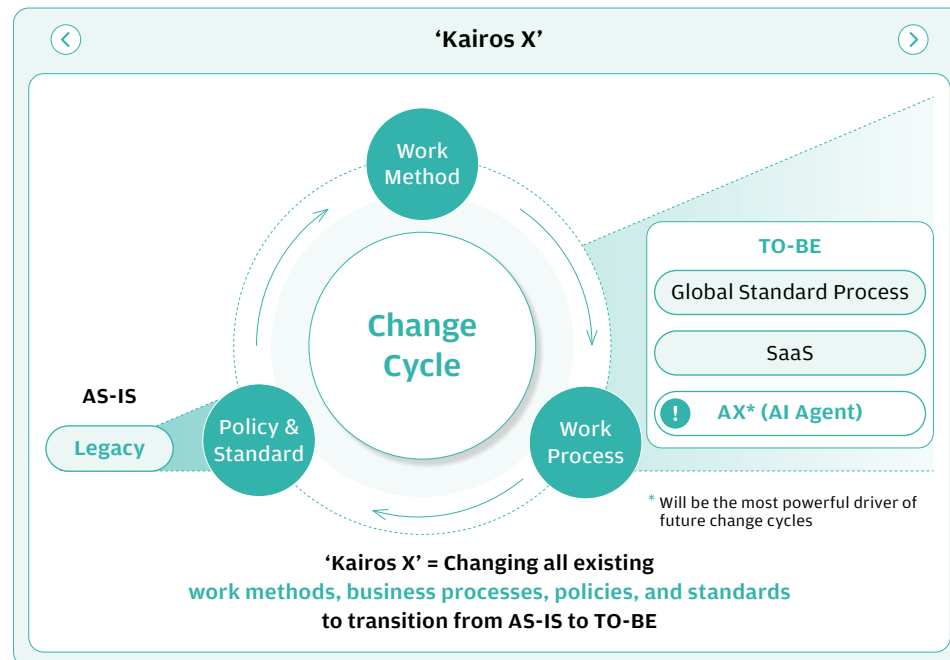 ‘Kairos X’
Work
Method
Change
Cycle
AS-IS
Legacy
Policy &
Standard
Work
Process
TO-BE
Global Standard Process
SaaS
! AX* (AI Agent)
* Will be the most powerful driver of
future change cycles
‘Kairos X’ = Changing all existing
work methods, business processes, policies, and standards
to transition from AS-IS to TO-BE